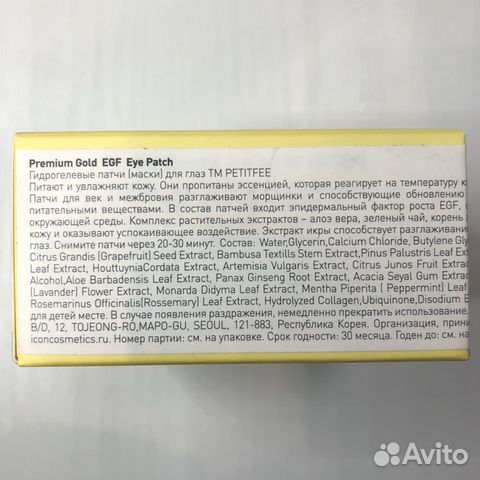 Premium Gold EGF Eye Patch
Гидрогелевые патчи (маски) для глаз ТМ PETITFEE
Питают и увлажняют кожу. Они пропитаны эссенцией, которая реагирует на температуру к
Патчи для век и межбровия разглаживают морщинки и способствующие обновлению
питательными веществами. В состав патчей входит эпидермальный фактор роста EGF,
комплекс растительных экстрактов – алоэ вера, зеленый чай, корень
кожу и оказывают успокаивающее воздействие. Экстракт икры способствует разглаживани
глаз. Снимите патчи через 20-30 минут. Состав: Water,Glycerin,Calcium Chloride, Butylene Gly
Citrus Grandis (Grapefruit) Seed Extract, Bambusa Textilis Stem Extract,Pinus Palustris Leaf Ext
Leaf Extract, HouttuyniaCordata Extract, Artemisia Vulgaris Extract, Citrus Junos Fruit Extrac
Alcohol,Aloe Barbadensis Leaf Extract, Panax Ginseng Root Extract, Acacia Seyal Gum Extrac
(Lavander) Flower Extract, Monarda Didyma Leaf Extract, Mentha Piperita ( Peppermint) Leaf
Rosemarinus Officinalis(Rossemary) Leaf Extract, Hydrolyzed Collagen,Ubiquinone,Disodium E
для детей месте. В случае появления раздражения, немедленно прекратить использование.
B/D, 12, TOJEONG-RO,MAPO-GU, SEOUL, 121-883, Республика Корея. Организация, прини
iconcosmetics.ru. Номер партии: см. на упаковке. Срок годности: 30 месяца. Годен до: см. на
Avito